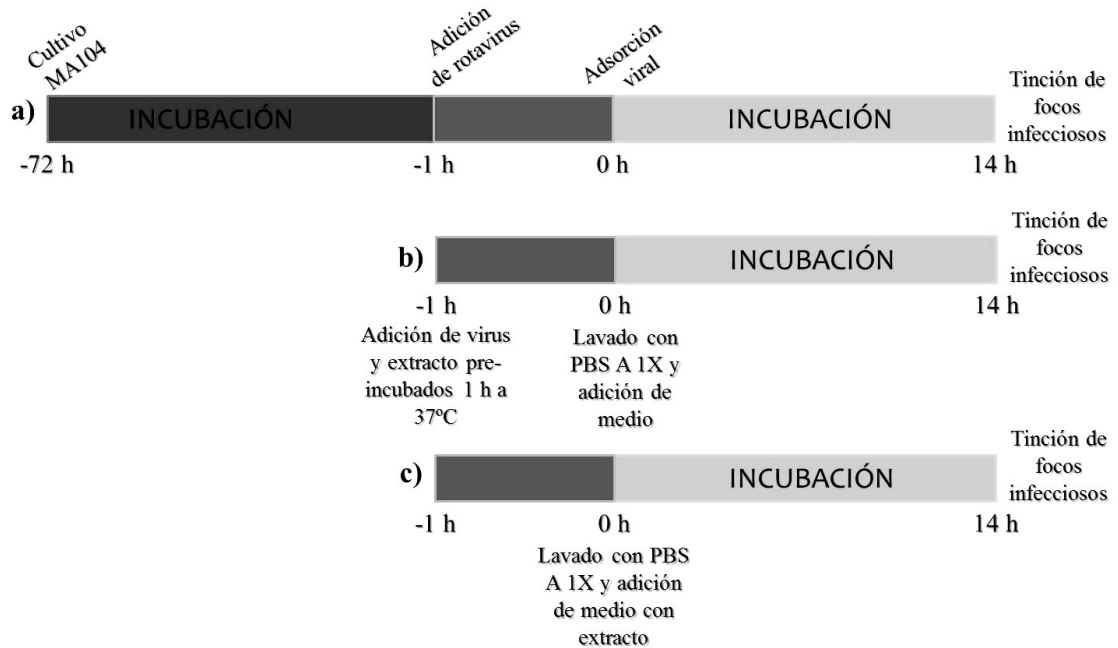 Cultivo
MA104
Adición
de rotavirus
Adsorción
viral
a)
INCUBACIÓN
INCUBACIÓN
Tinción de
focos
infecciosos
-72 h
-1 h
0 h
14 h
b)
INCUBACIÓN
Tinción de
focos
infecciosos
-1 h
0 h
14 h
Adición de virus
y extracto pre-
incubados 1 h a
37ºC
Lavado con
PBS A 1X y
adición de
medio
c)
INCUBACIÓN
Tinción de
focos
infecciosos
-1 h
0 h
14 h
Lavado con PBS
A 1X y adición
de medio con
extracto